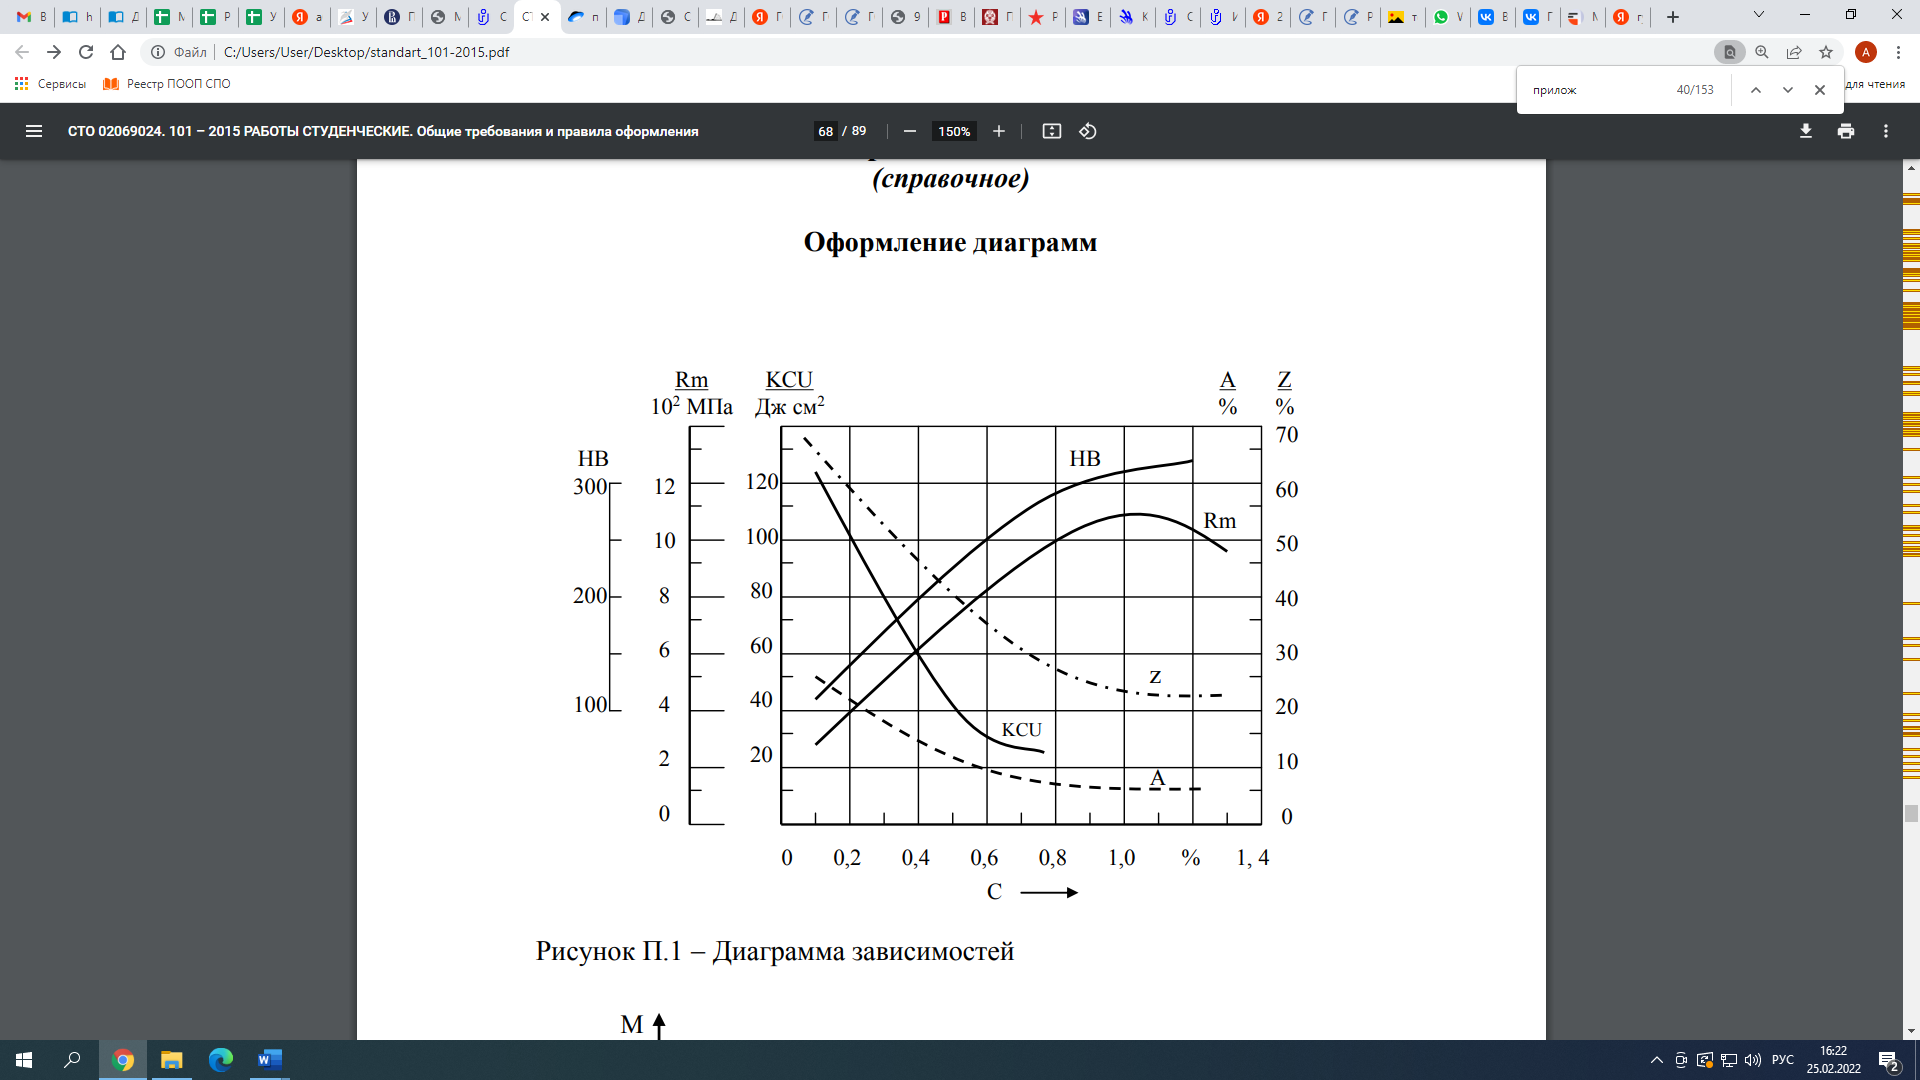 В
h
Д
М
Р
У
а
У
Г
М
С
СТ
п
Д
С
Д
Г
Г
Г
9
В
П
Р
Е
К
С
И
2
Г
Р
т
W
В
Г
М
Файл
C:/Users/User/Desktop/standart_101-2015.pdf
А
Сервисы
Реестр ПООП СПО
для чтения
прилож
40/153
СТО 02069024. 101 – 2015 РАБОТЫ СТУДЕНЧЕСКИЕ. Общие требования и правила оформления
68 / 89
150%
(справочное)
Оформление диаграмм
Rm KCU A Z
10² МПа Дж см² % %
HB
300 200 100
12 10 8 6 4 2 0
120 100 80 60 40 20
70 60 50 40 30 20 10 0
HB
Rm
z
KCU
A
0 0,2 0,4 0,6 0,8 1,0 % 1, 4
C
Рисунок П.1 – Диаграмма зависимостей
М
РУС
16:22
25.02.2022
2